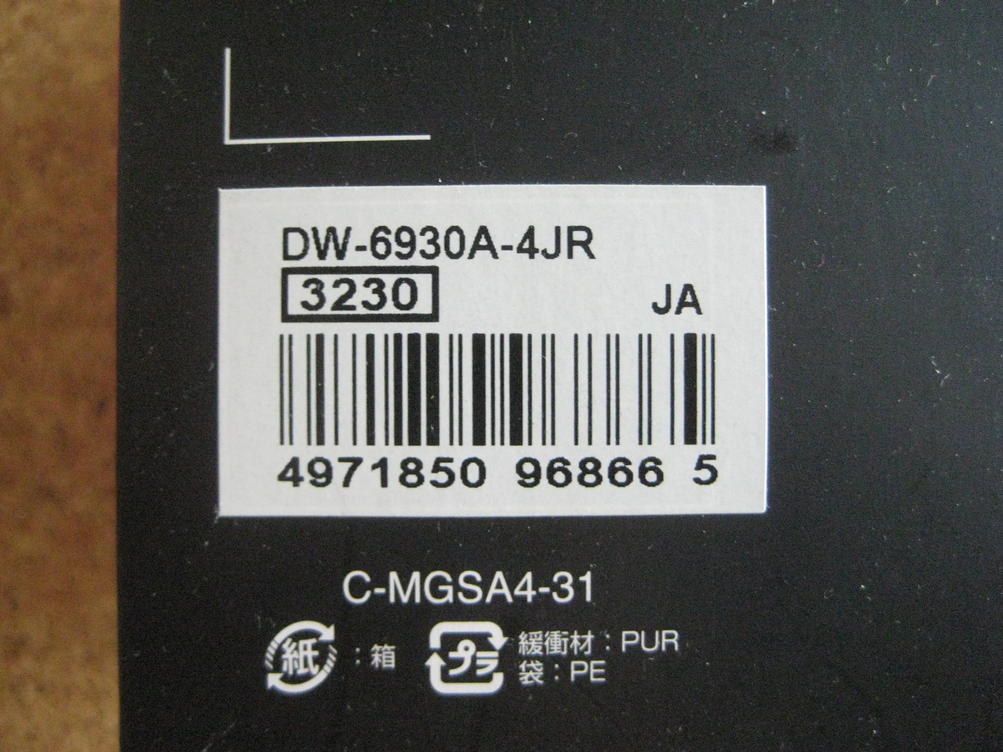 DW-6930A-4JR
3230 JA
4971850 96866 5
C-MGSA4-31
紙 : 箱 プラ 緩衝材 : PUR
袋 : PE